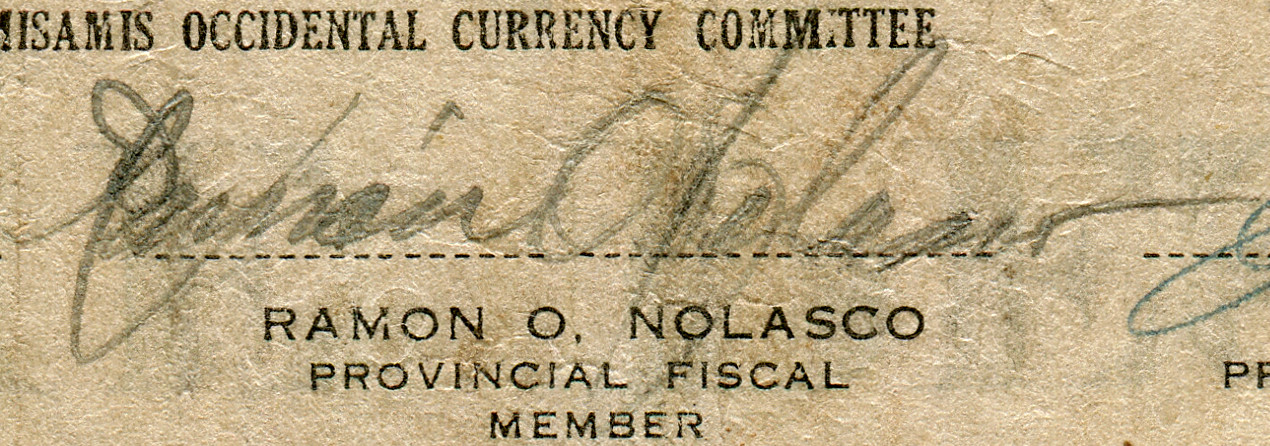 MISAMIS OCCIDENTAL CURRENCY COMMITTEE
RAMON O. NOLASCO
PROVINCIAL FISCAL
MEMBER